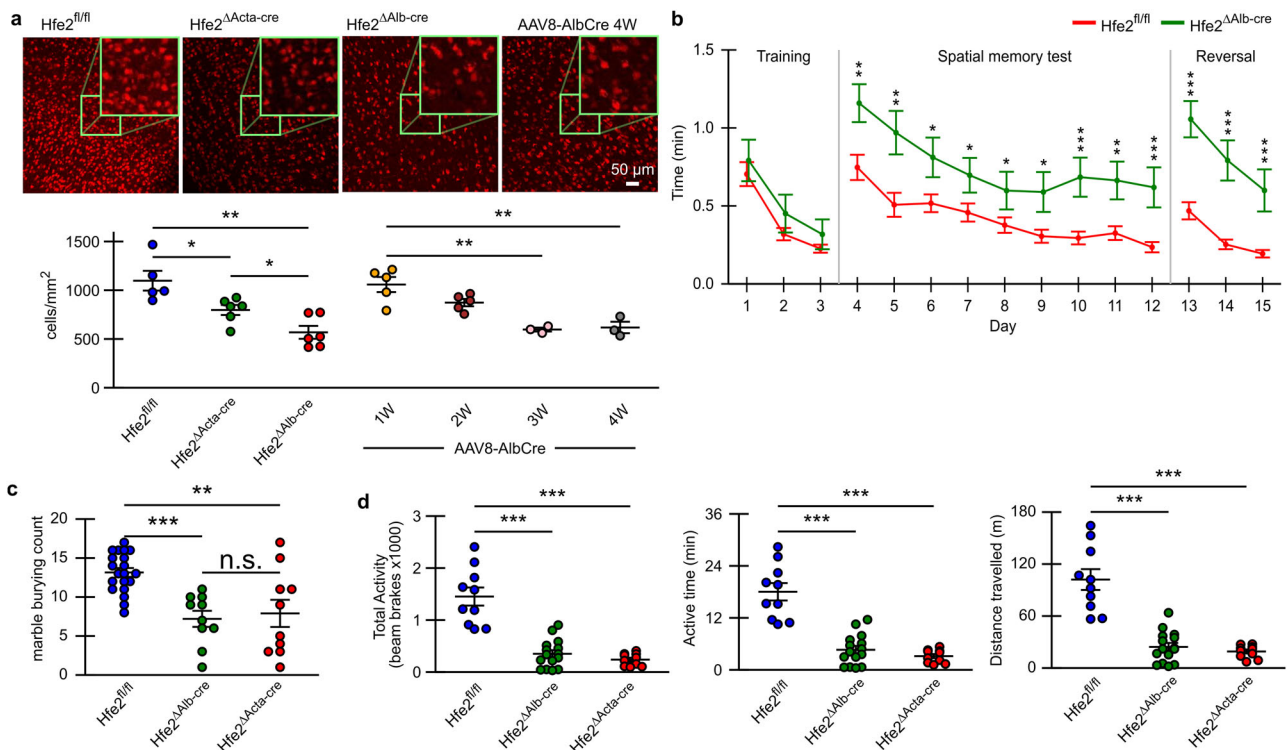 a
Hfe2fl/fl
Hfe2ΔActa-cre
Hfe2ΔAlb-cre
AAV8-AlbCre 4W
50 µm
** **
* * **
1500
1000
500
0
cells/mm2
Hfe2fl/fl
Hfe2ΔActa-cre
Hfe2ΔAlb-cre
1W
2W
3W
4W
AAV8-AlbCre
b
Hfe2fl/fl
Hfe2ΔAlb-cre
Training
Spatial memory test
Reversal
** ** * * * * *** ** *** *** *** ***
1.5
1.0
0.5
0.0
Time (min)
1 2 3 4 5 6 7 8 9 10 11 12 13 14 15
Day
c
**
***
n.s.
20
15
10
5
0
marble burying count
Hfe2fl/fl
Hfe2ΔAlb-cre
Hfe2ΔActa-cre
d
***
***
3
2
1
0
Total Activity
(beam brakes x1000)
Hfe2fl/fl
Hfe2ΔAlb-cre
Hfe2ΔActa-cre
***
***
36
24
12
0
Active time (min)
Hfe2fl/fl
Hfe2ΔAlb-cre
Hfe2ΔActa-cre
***
***
180
120
60
0
Distance travelled (m)
Hfe2fl/fl
Hfe2ΔAlb-cre
Hfe2ΔActa-cre